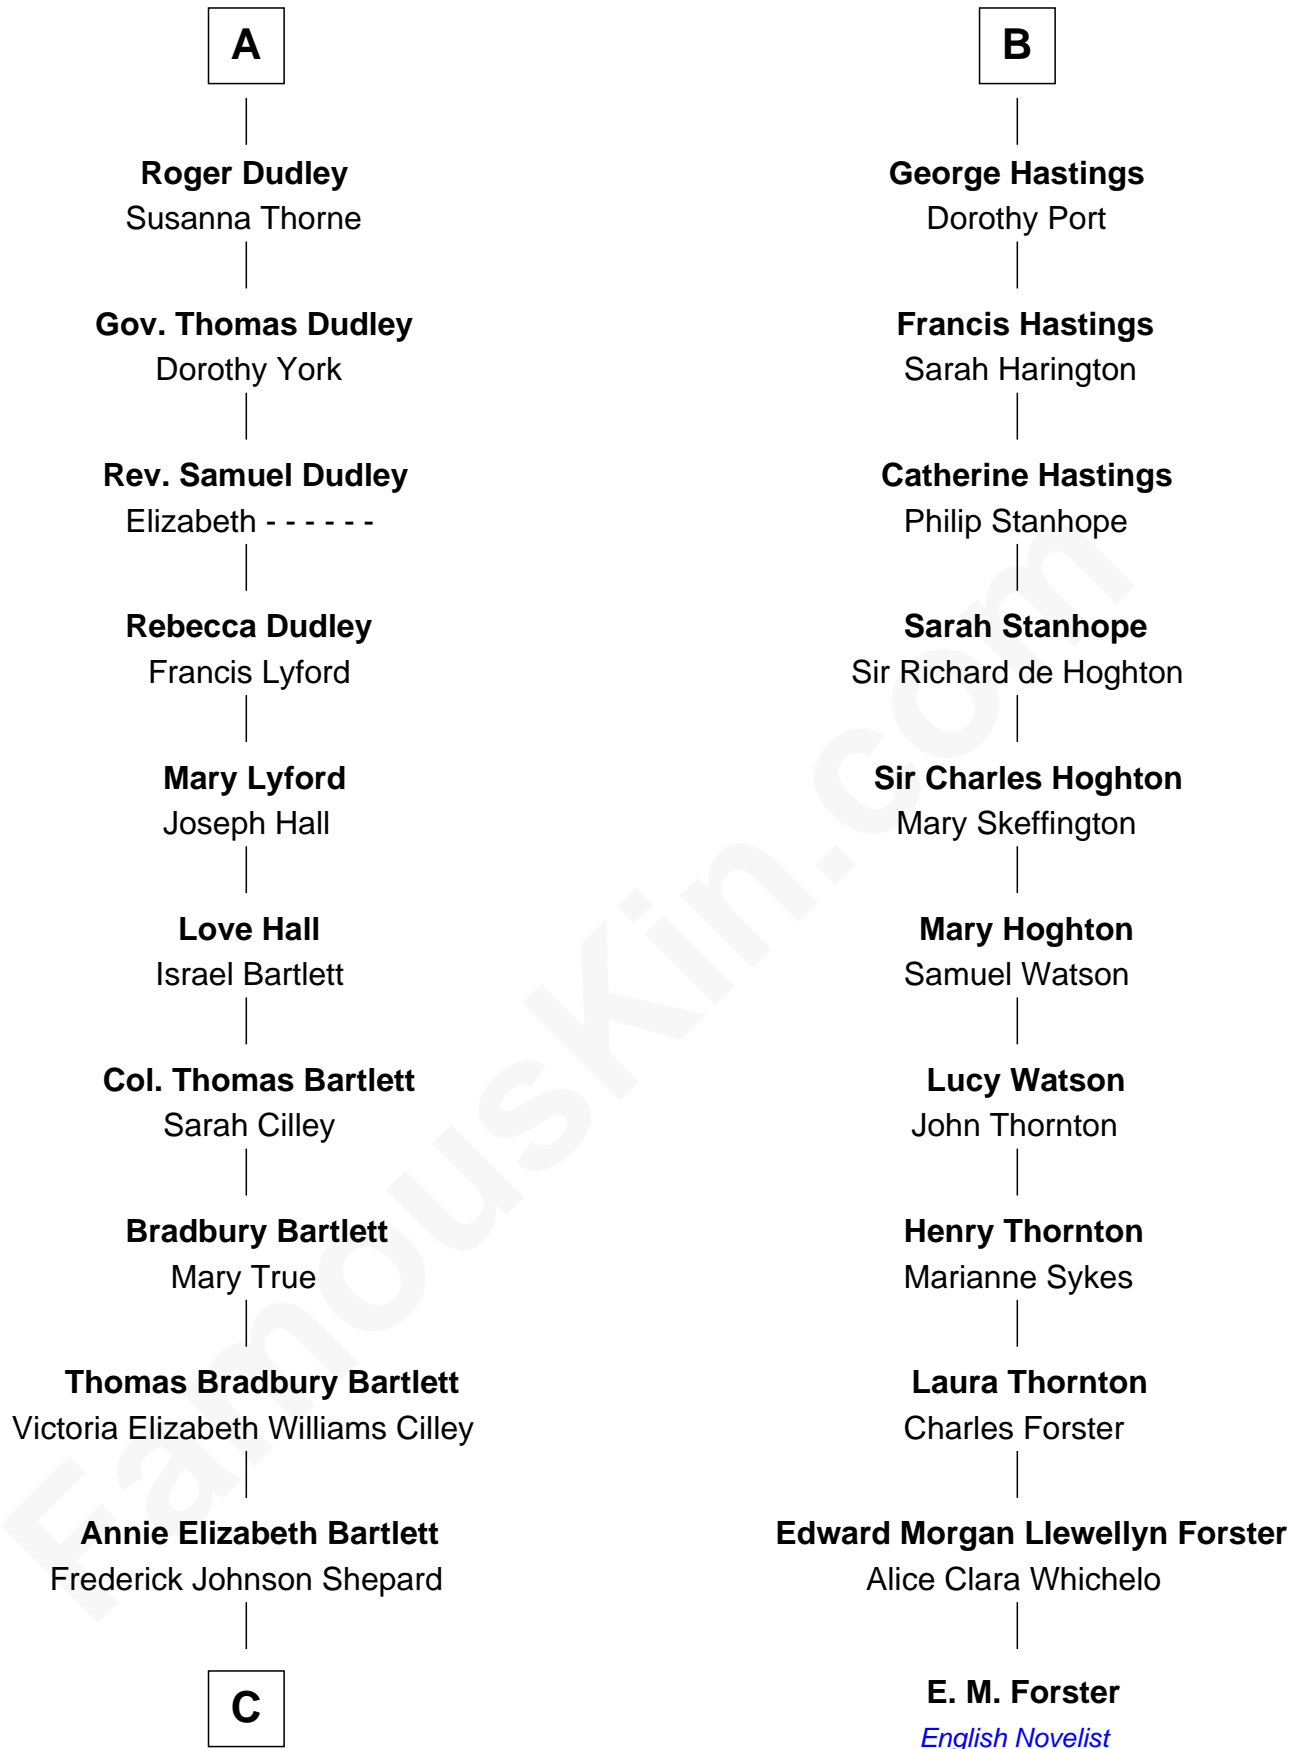 A
Roger Dudley
Susanna Thorne
Gov. Thomas Dudley
Dorothy York
Rev. Samuel Dudley
Elizabeth - - - - - -
Rebecca Dudley
Francis Lyford
Mary Lyford
Joseph Hall
Love Hall
Israel Bartlett
Col. Thomas Bartlett
Sarah Cilley
Bradbury Bartlett
Mary True
Thomas Bradbury Bartlett
Victoria Elizabeth Williams Cilley
Annie Elizabeth Bartlett
Frederick Johnson Shepard
C
B
George Hastings
Dorothy Port
Francis Hastings
Sarah Harington
Catherine Hastings
Philip Stanhope
Sarah Stanhope
Sir Richard de Hoghton
Sir Charles Hoghton
Mary Skeffington
Mary Hoghton
Samuel Watson
Lucy Watson
John Thornton
Henry Thornton
Marianne Sykes
Laura Thornton
Charles Forster
Edward Morgan Llewellyn Forster
Alice Clara Whichelo
E. M. Forster
English Novelist
FamousKin.com